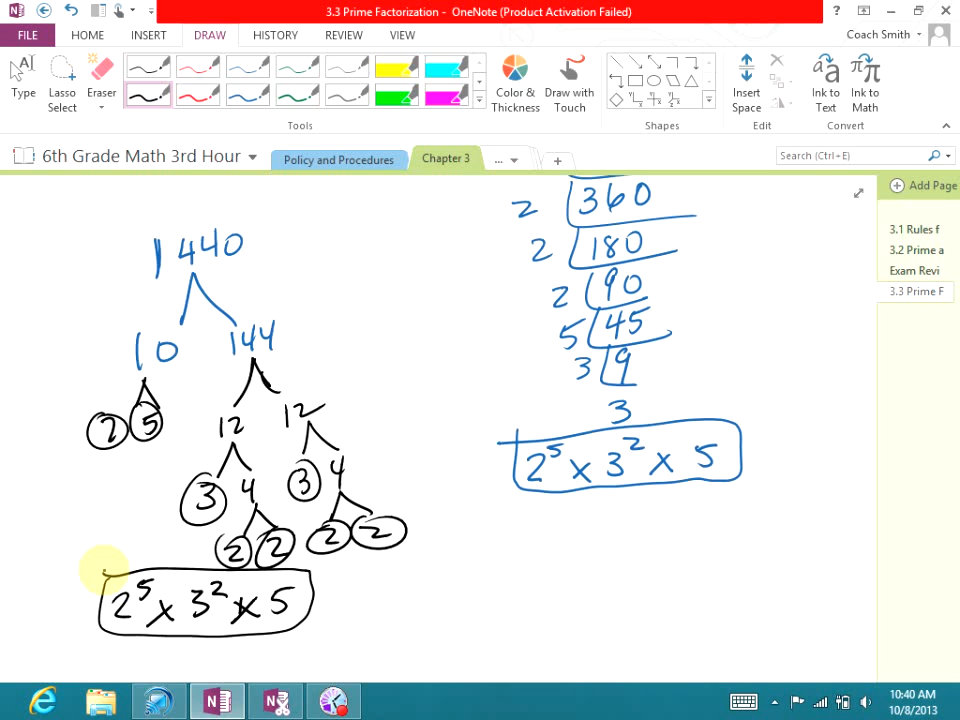 3.3 Prime Factorization - OneNote (Product Activation Failed)
FILE HOME INSERT DRAW HISTORY REVIEW VIEW
Coach Smith
Type
Lasso Select
Eraser
Color & Thickness
Draw with Touch
Insert Space
Ink to Text
Ink to Math
Tools
Shapes
Edit
Convert
6th Grade Math 3rd Hour
Policy and Procedures
Chapter 3
...
Search (Ctrl+E)
Add Page
3.1 Rules f
3.2 Prime a
Exam Revi
3.3 Prime F
1440
10 144
2 5 12 12
3 4 3 4
2 2 2 2
2⁵ x 3² x 5
2 360
2 180
2 90
5 45
3 9
3
2⁵ x 3² x 5
10:40 AM
10/8/2013